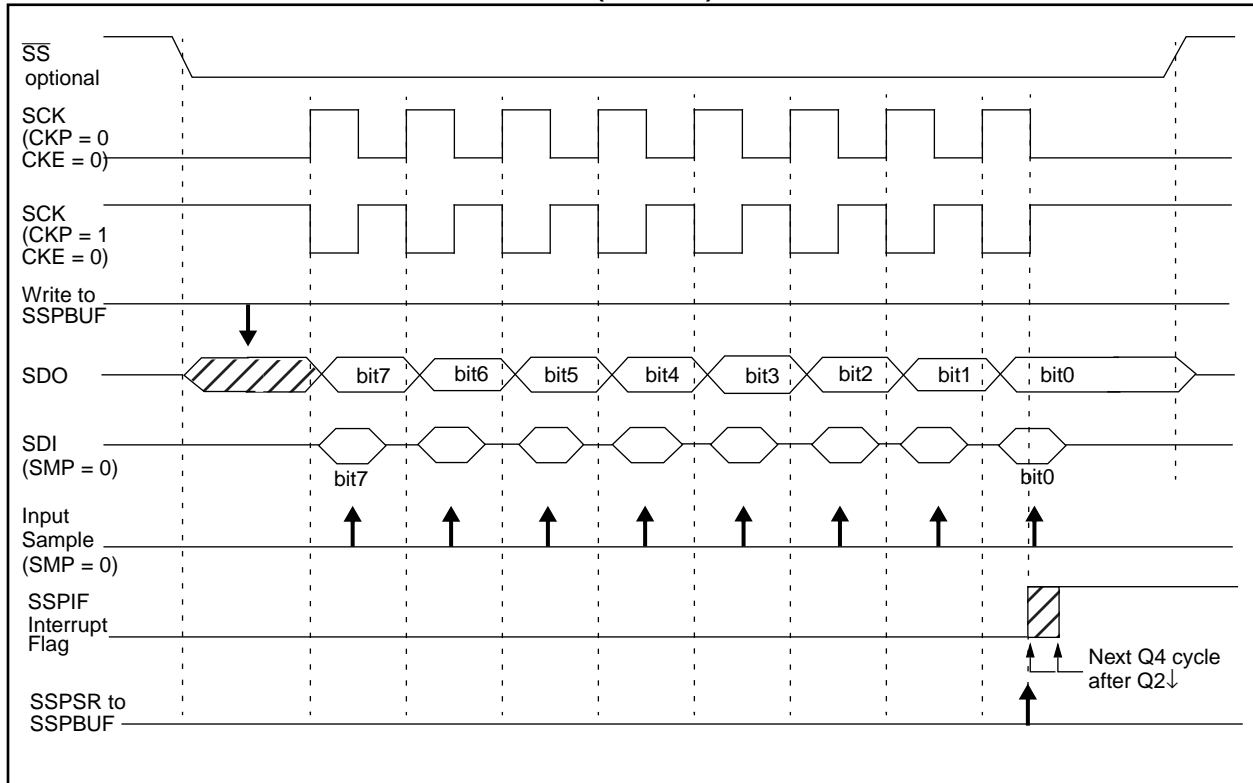 SS
optional
SCK
(CKP = 0
CKE = 0)
SCK
(CKP = 1
CKE = 0)
Write to
SSPBUF
SDO
bit7 bit6 bit5 bit4 bit3 bit2 bit1 bit0
SDI
(SMP = 0)
bit7 bit0
Input
Sample
(SMP = 0)
SSPIF
Interrupt
Flag
Next Q4 cycle
after Q2↓
SSPSR to
SSPBUF